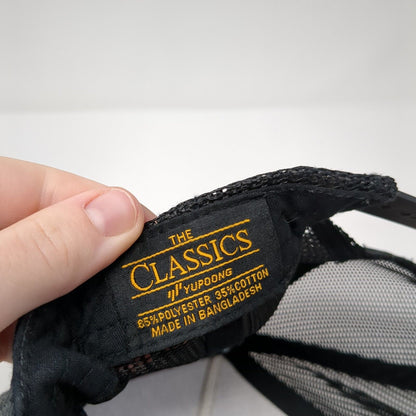 THE
CLASSICS
YUPOONG
65%POLYESTER 35%COTTON
MADE IN BANGLADESH